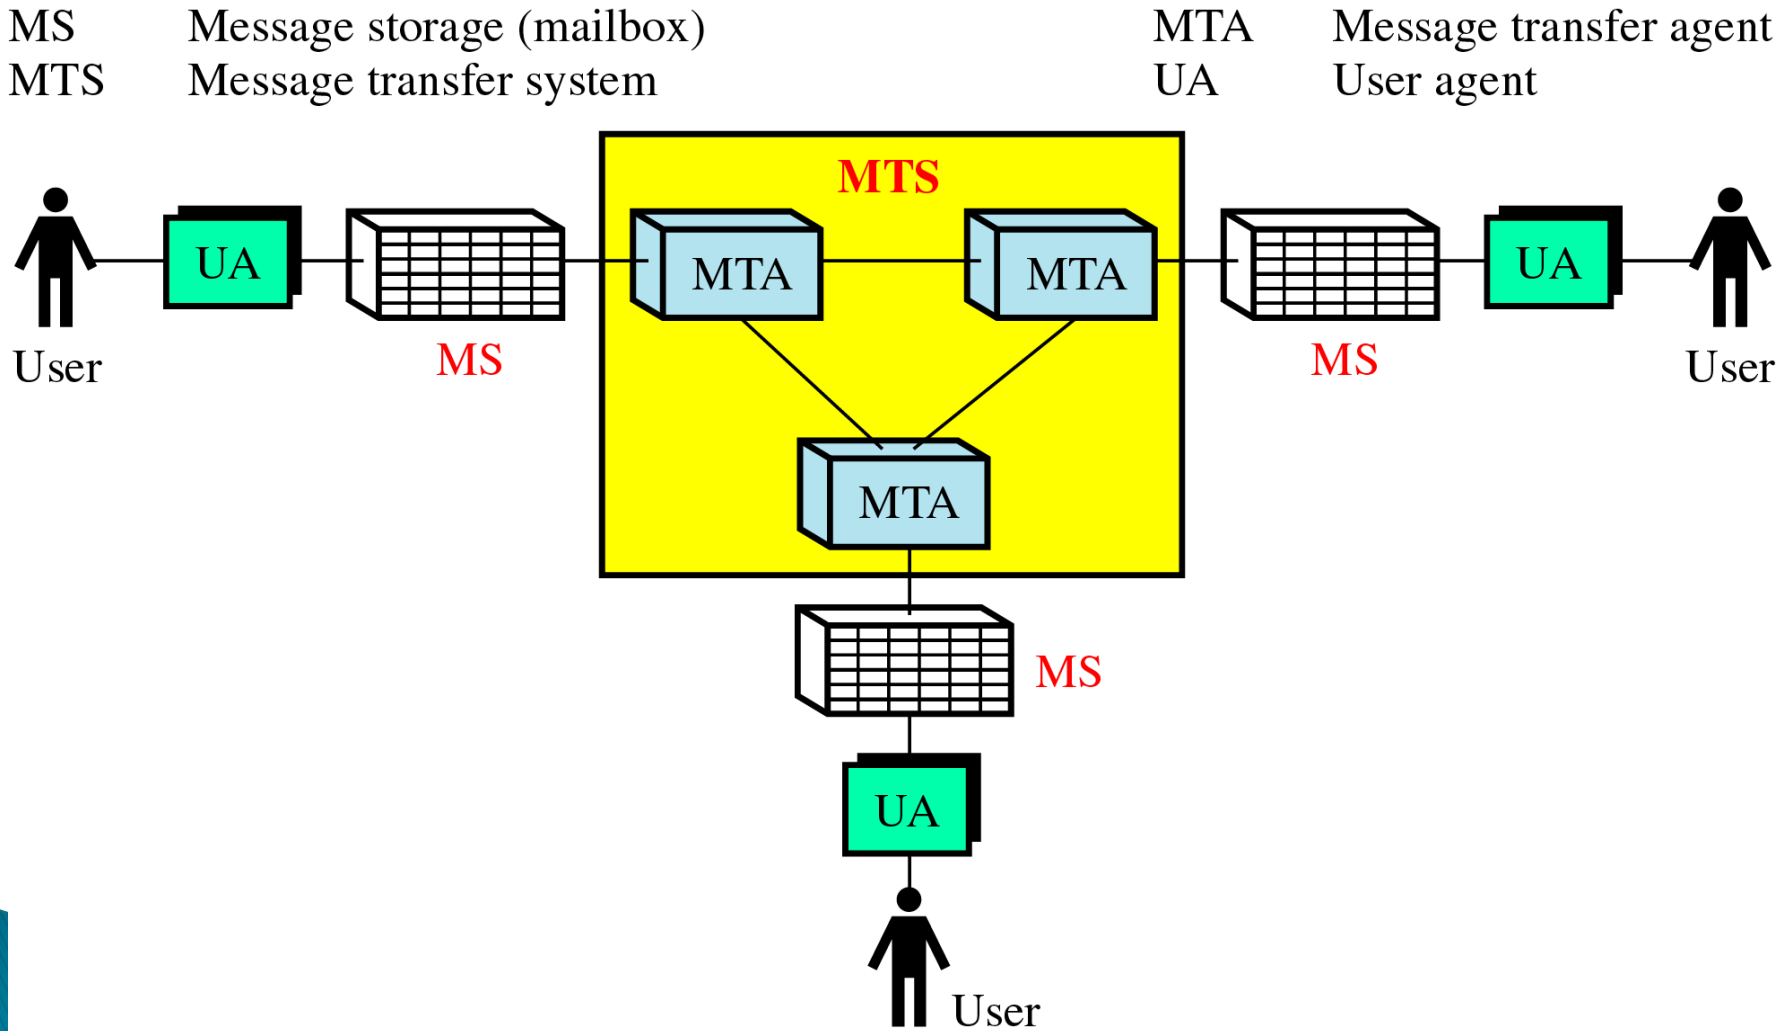 MS Message storage (mailbox) MTA Message transfer agent
MTS Message transfer system UA User agent
MTS
UA MTA MTA UA
User MS MS User
MTA
MS
UA
User